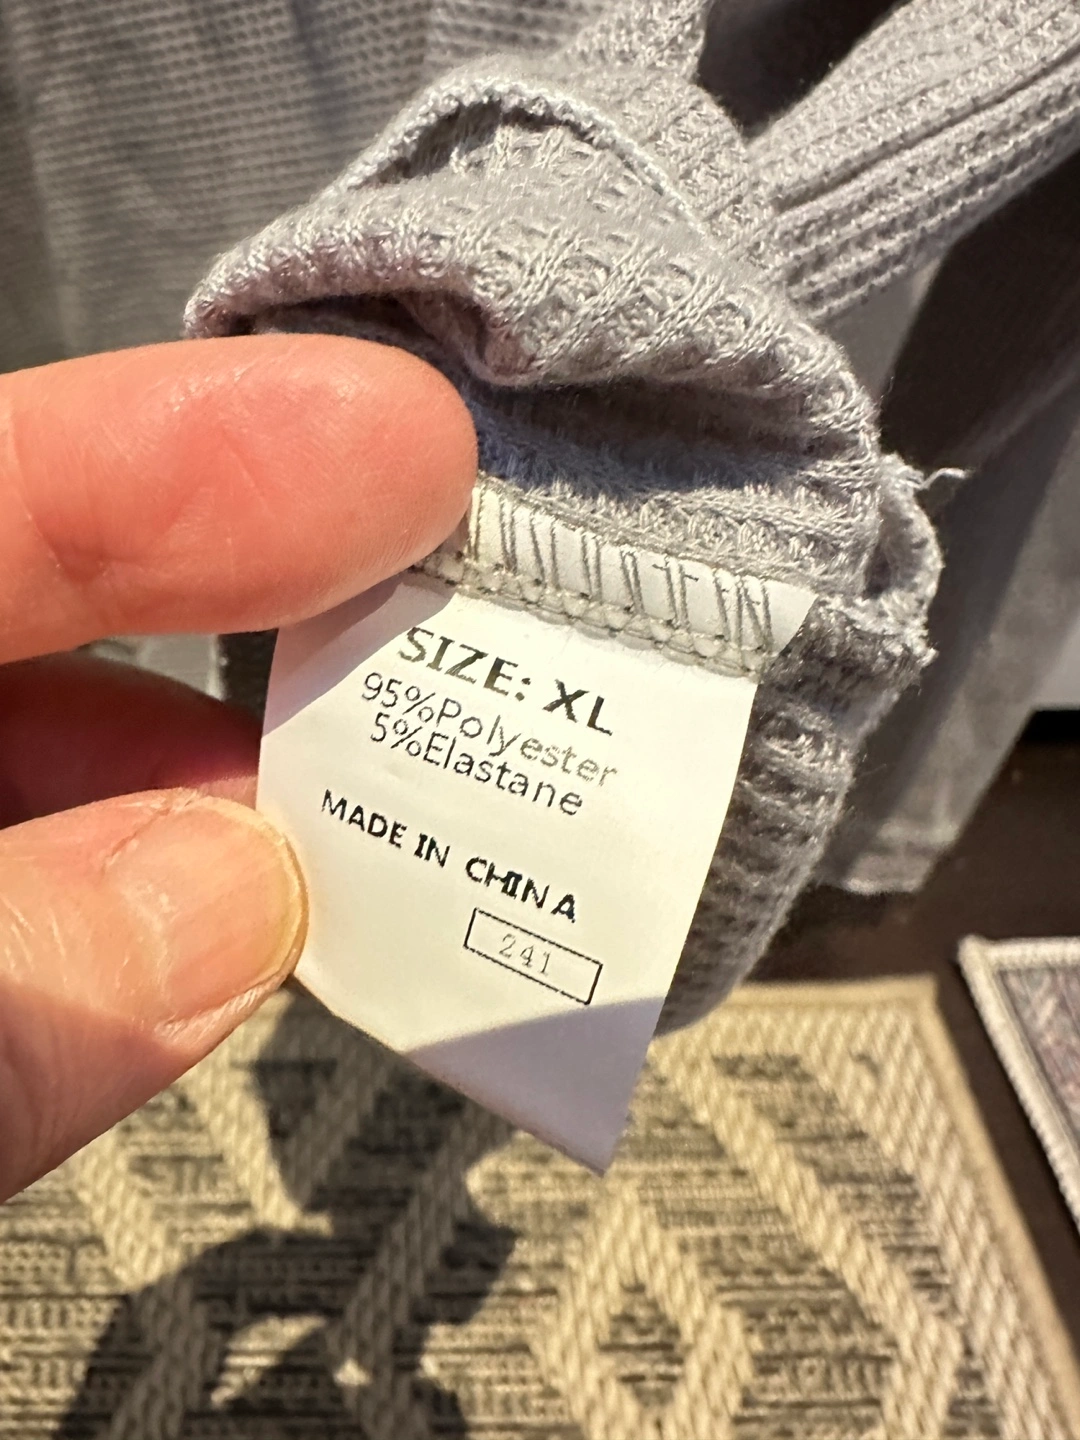 SIZE: XL
95%Polyester
5%Elastane
MADE IN CHINA
241